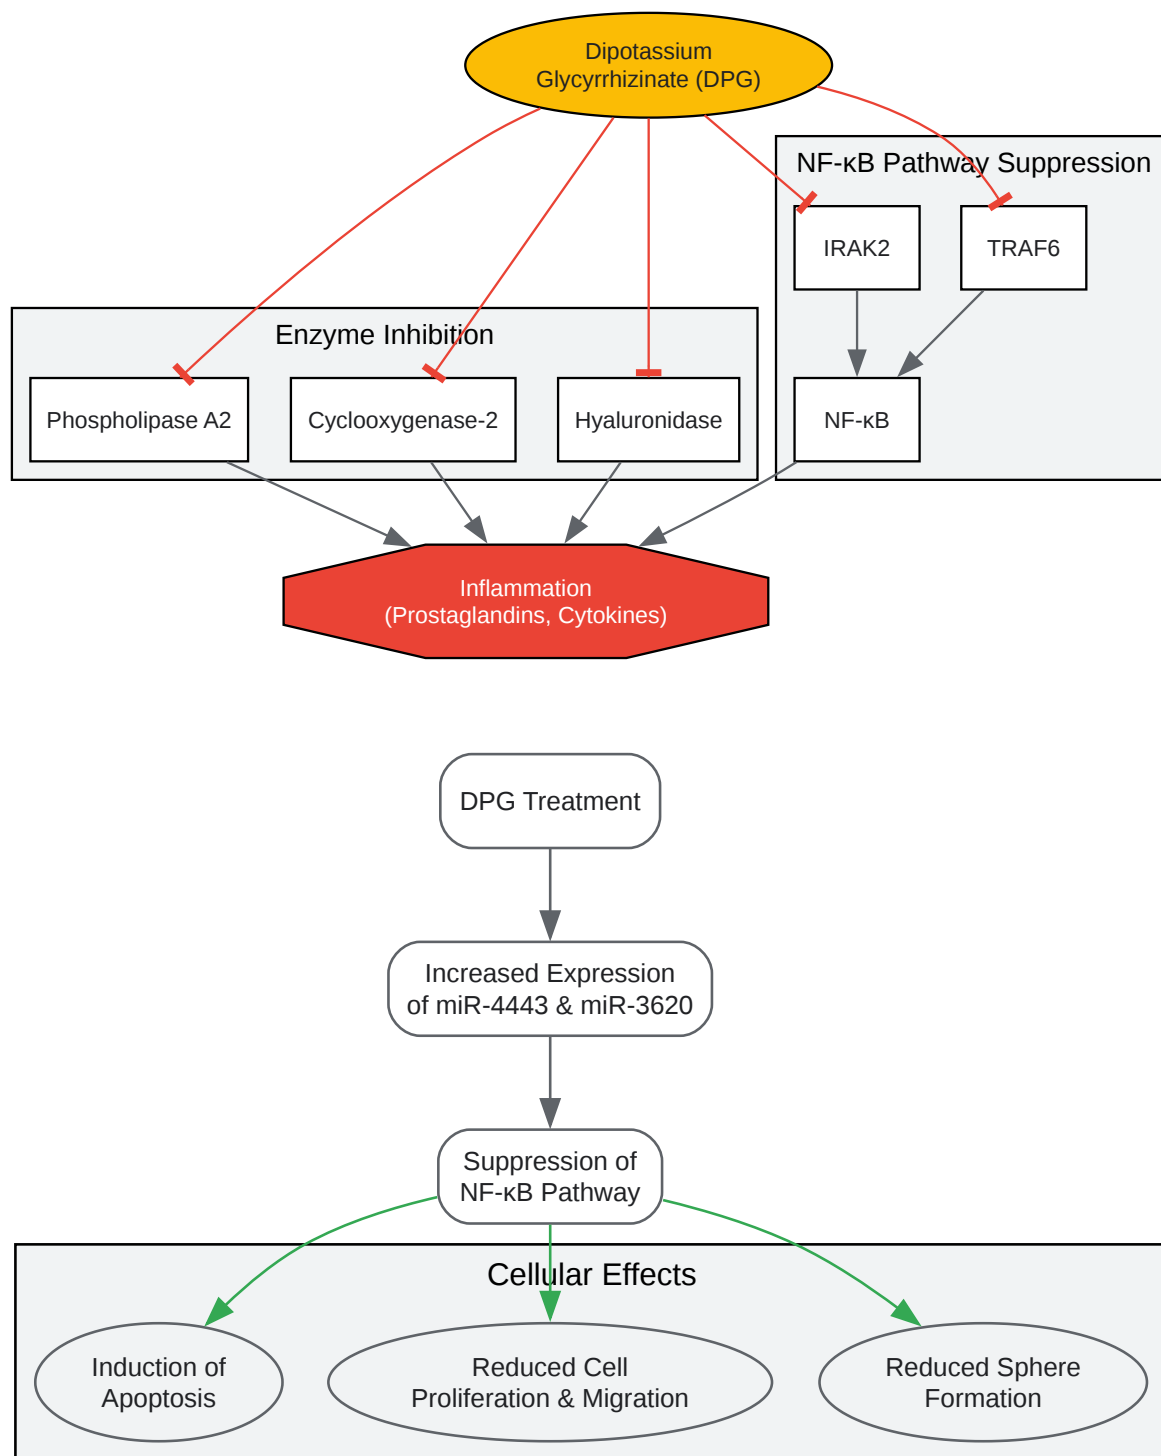 Dipotassium
Glycyrrhizinate (DPG)
NF-κB Pathway Suppression
IRAK2
TRAF6
Enzyme Inhibition
Phospholipase A2
Cyclooxygenase-2
Hyaluronidase
NF-κB
Inflammation
(Prostaglandins, Cytokines)
DPG Treatment
Increased Expression
of miR-4443 & miR-3620
Suppression of
NF-κB Pathway
Cellular Effects
Induction of
Apoptosis
Reduced Cell
Proliferation & Migration
Reduced Sphere
Formation